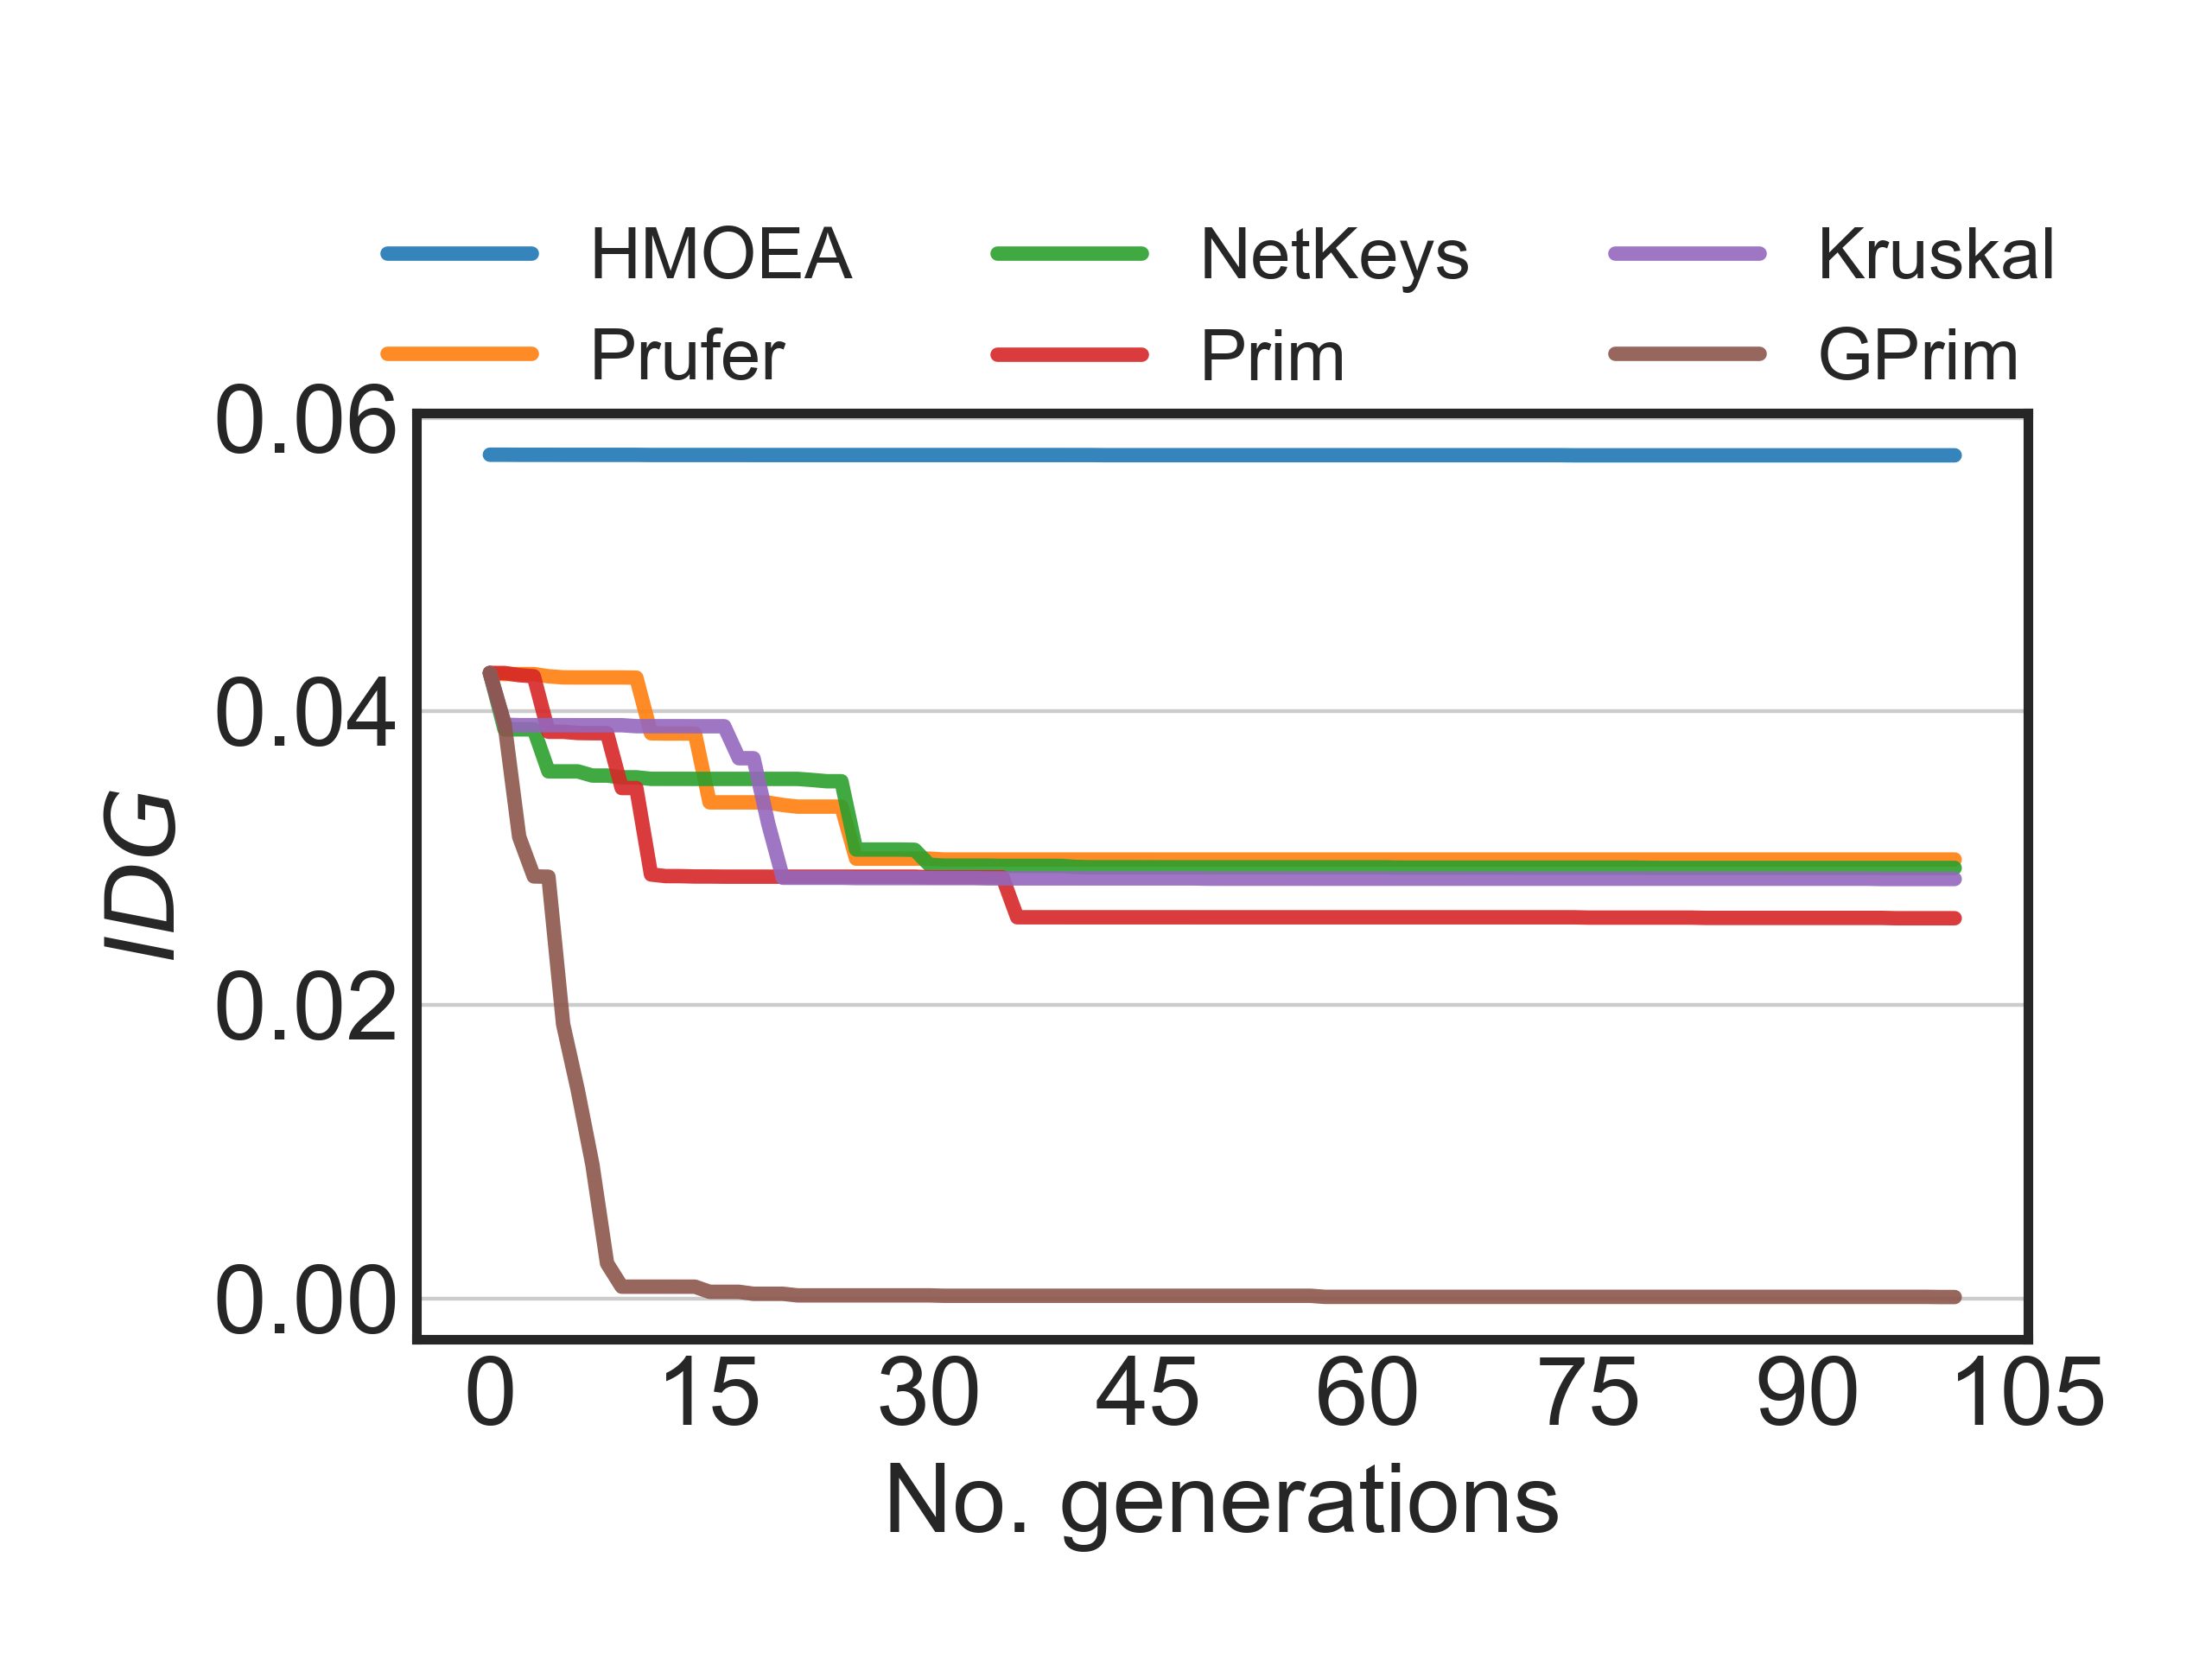 HMOEA NetKeys Kruskal
Prufer Prim GPrim
0.06
0.04
0.02
0.00
IDG
0 15 30 45 60 75 90 105
No. generations